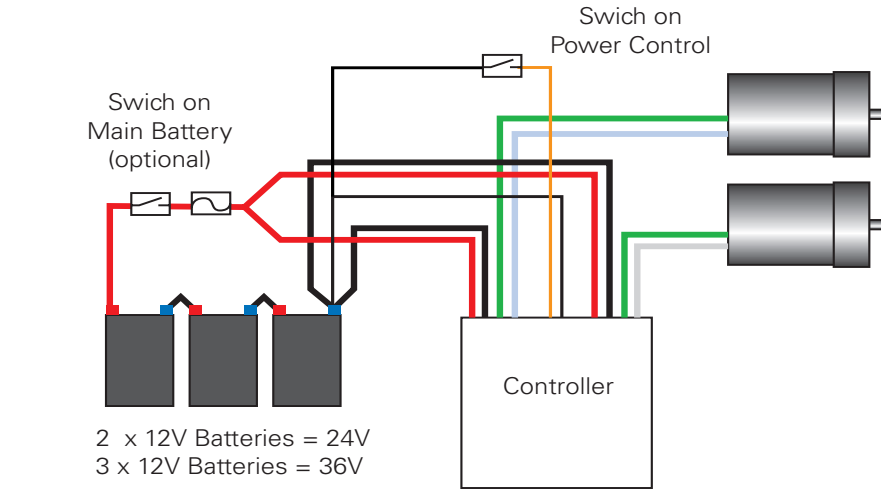 Swich on
Power Control
Swich on
Main Battery
(optional)
Controller
2 x 12V Batteries = 24V
3 x 12V Batteries = 36V